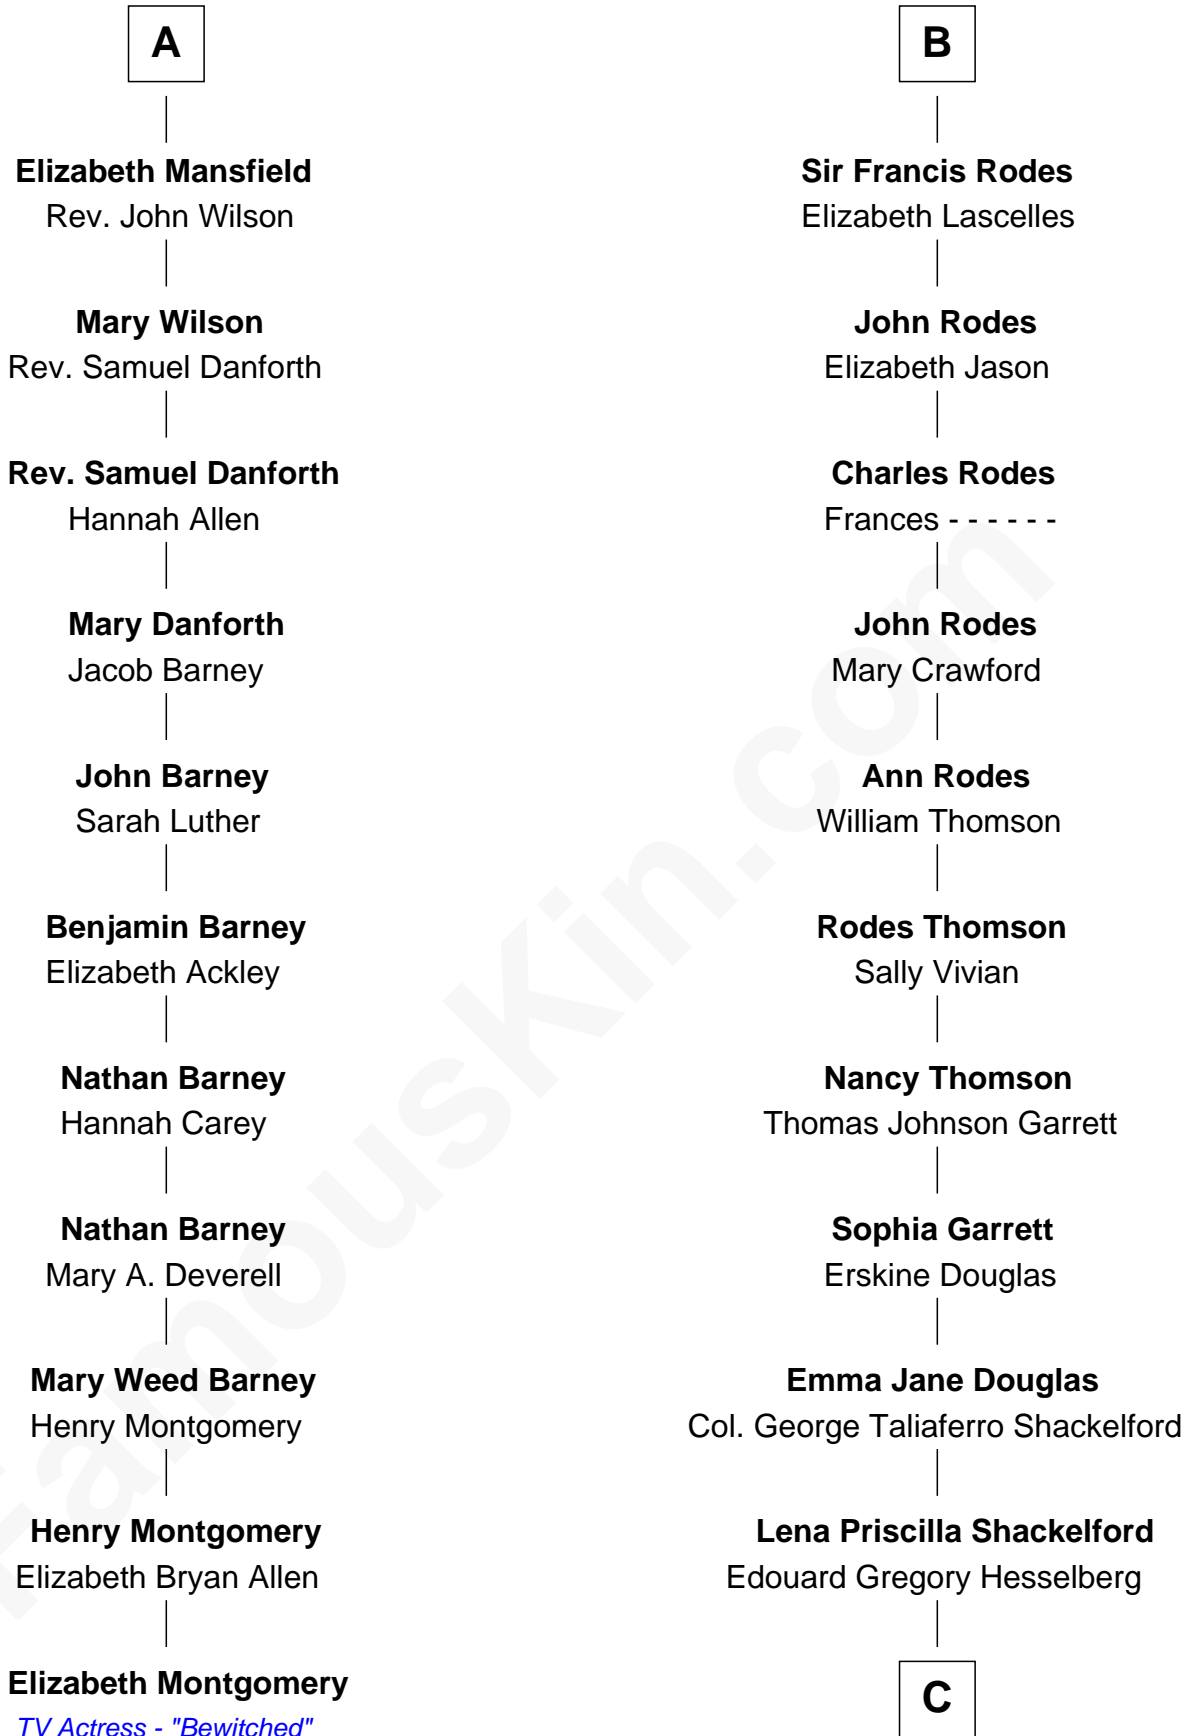 A
Elizabeth Mansfield
Rev. John Wilson
Mary Wilson
Rev. Samuel Danforth
Rev. Samuel Danforth
Hannah Allen
Mary Danforth
Jacob Barney
John Barney
Sarah Luther
Benjamin Barney
Elizabeth Ackley
Nathan Barney
Hannah Carey
Nathan Barney
Mary A. Deverell
Mary Weed Barney
Henry Montgomery
Henry Montgomery
Elizabeth Bryan Allen
Elizabeth Montgomery
TV Actress - "Bewitched"
B
Sir Francis Rodes
Elizabeth Lascelles
John Rodes
Elizabeth Jason
Charles Rodes
Frances - - - - - -
John Rodes
Mary Crawford
Ann Rodes
William Thomson
Rodes Thomson
Sally Vivian
Nancy Thomson
Thomas Johnson Garrett
Sophia Garrett
Erskine Douglas
Emma Jane Douglas
Col. George Taliaferro Shackelford
Lena Priscilla Shackelford
Edouard Gregory Hesselberg
C
FamousKin.com